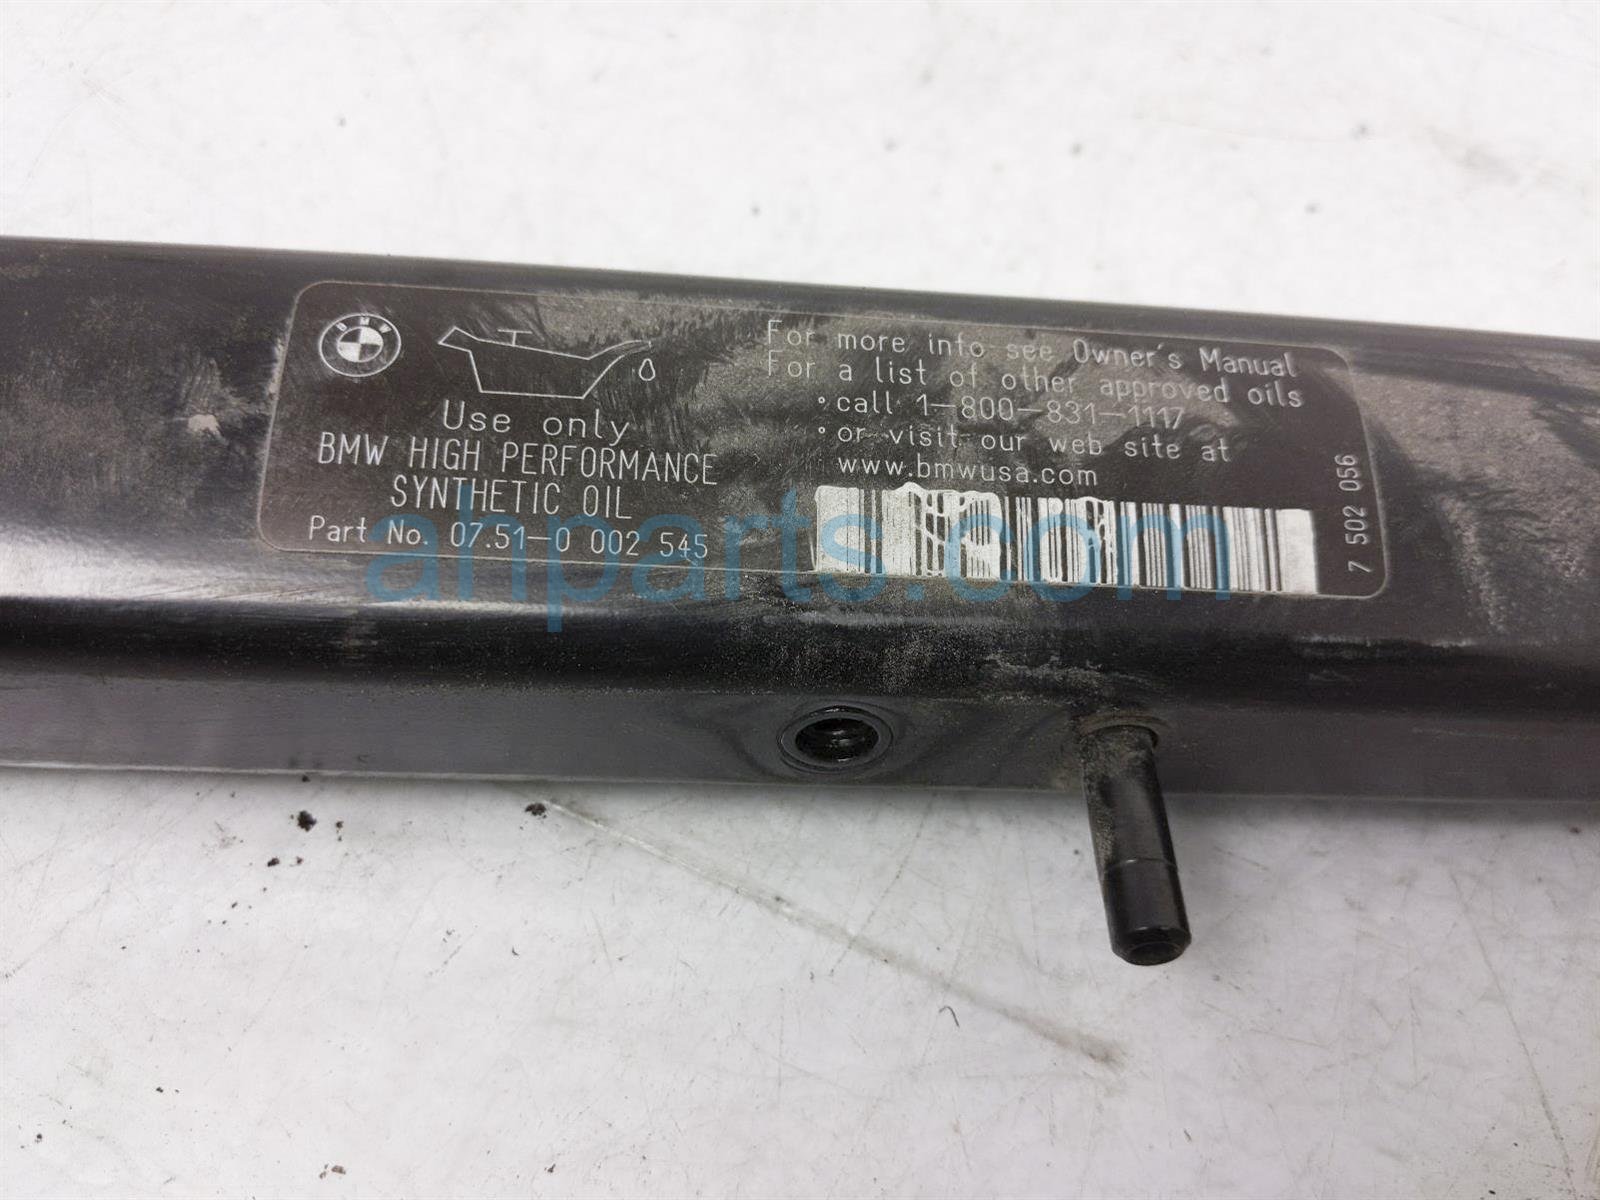 BMW
Use only
BMW HIGH PERFORMANCE
SYNTHETIC OIL
Part No. 07.51-0 002 545
For more info see Owner's Manual
For a list of other approved oils
°call 1-800-831-1117
°or visit our web site at
www.bmwusa.com
7 502 056
ahparts.com